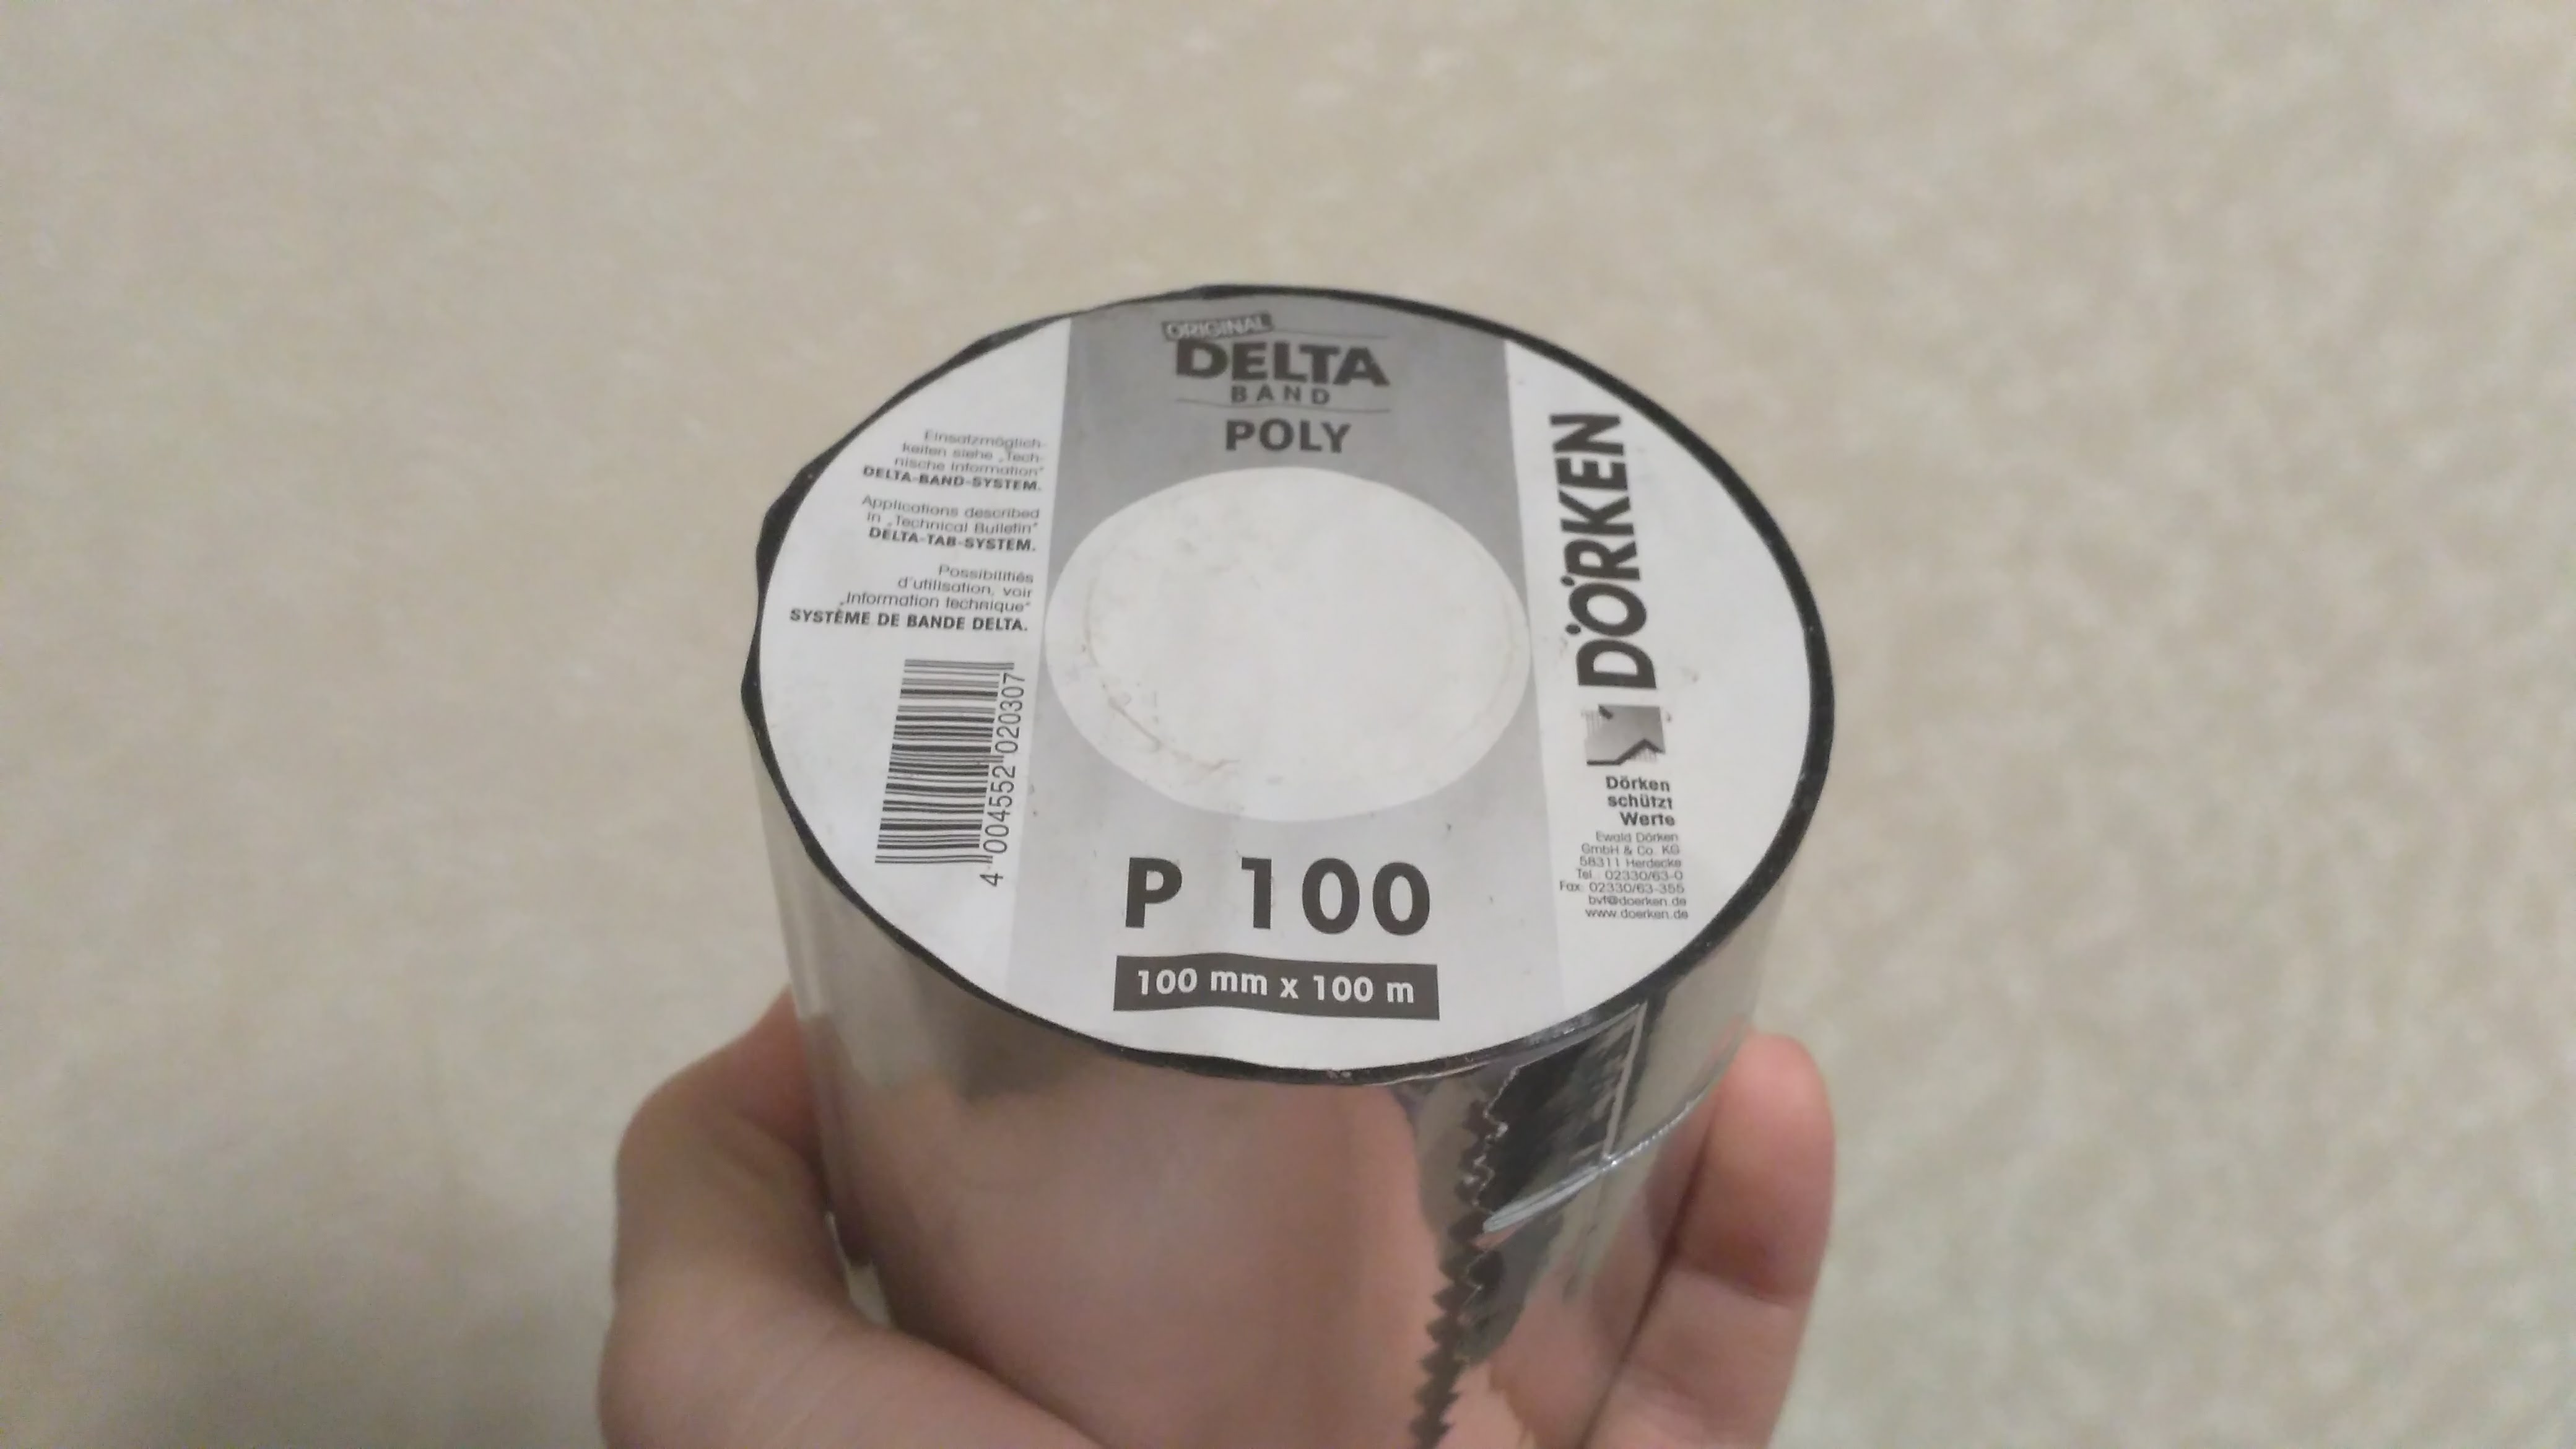 ORIGINAL
DELTA
BAND
POLY
Einsatzmöglich-
keiten siehe „Tech-
nische Information"
DELTA-BAND-SYSTEM.
Applications described
in „Technical Bulletin"
DELTA-TAB-SYSTEM.
Possibilitiés
d'utilisation, voir
„Information technique"
SYSTÈME DE BANDE DELTA.
4 004552 020307
P 100
100 mm x 100 m
DÖRKEN
Dörken
schützt
Werte
Ewald Dörken
GmbH & Co. KG
58311 Herdecke
Tel. 02330/63-0
Fax 02330/63-355
bvf@doerken.de
www.doerken.de